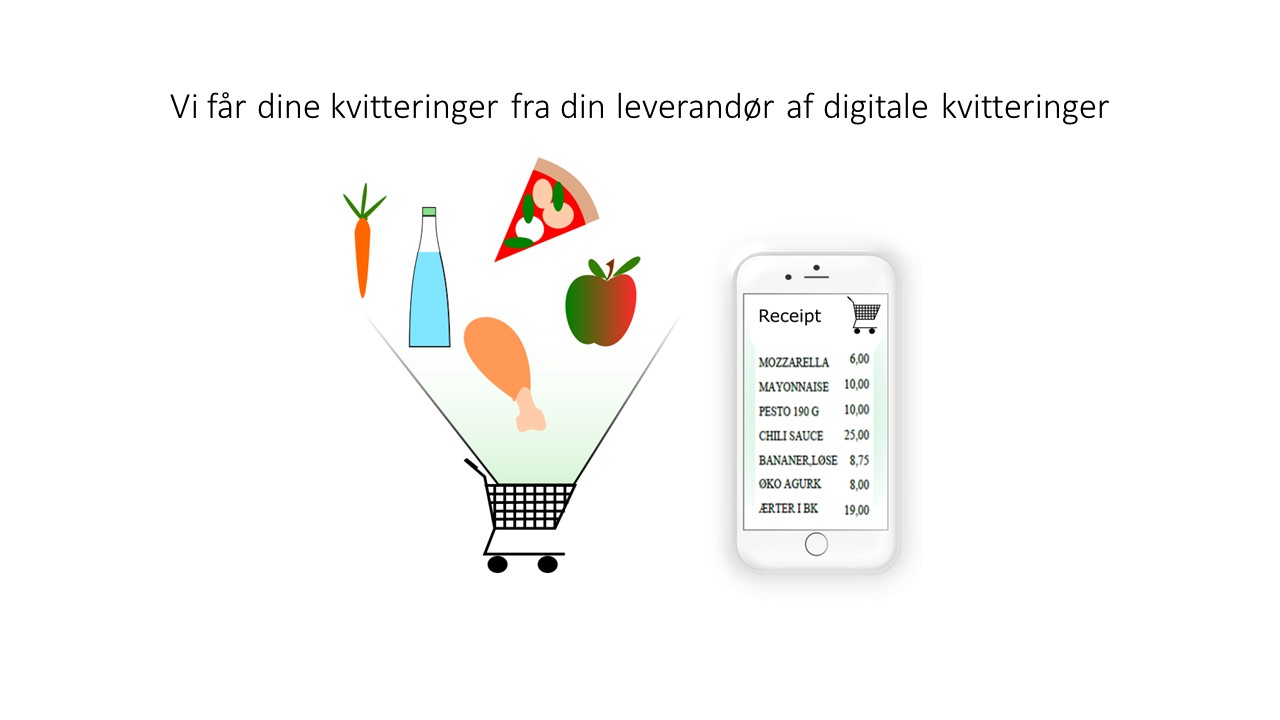 Vi får dine kvitteringer fra din leverandør af digitale kvitteringer
Receipt
MOZZARELLA 6,00
MAYONNAISE 10,00
PESTO 190 G 10,00
CHILI SAUCE 25,00
BANANER,LØSE 8,75
ØKO AGURK 8,00
ÆRTER I BK 19,00